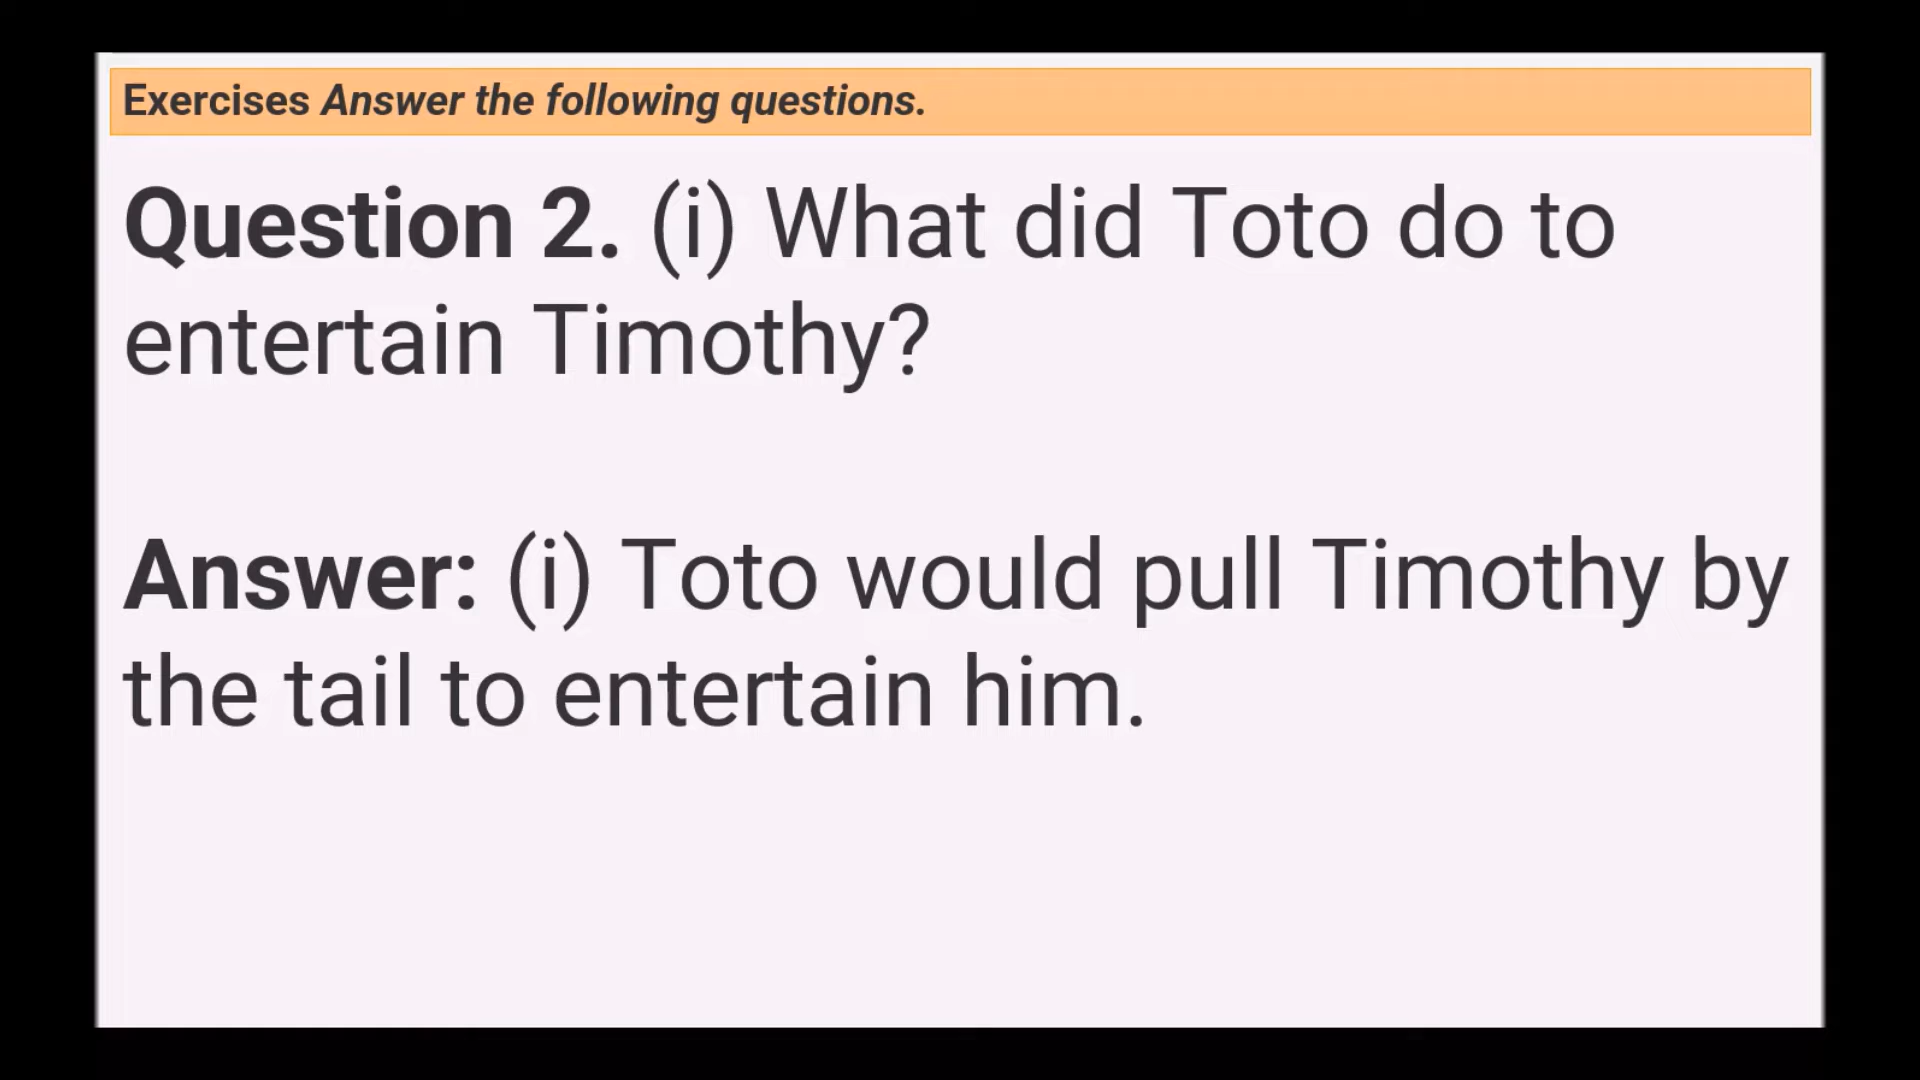 Exercises Answer the following questions.
Question 2. (i) What did Toto do to
entertain Timothy?
Answer: (i) Toto would pull Timothy by
the tail to entertain him.